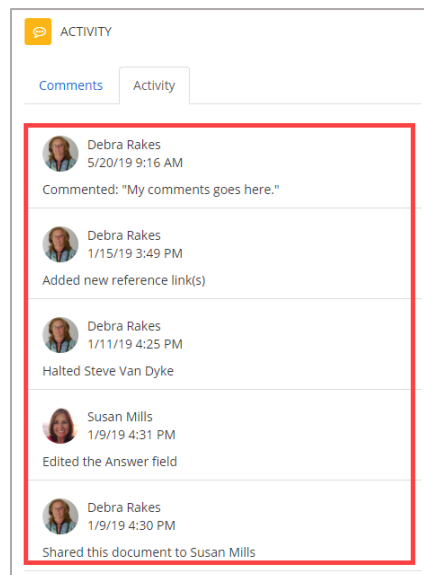 ACTIVITY
Comments
Activity
Debra Rakes
5/20/19 9:16 AM
Commented: "My comments goes here."
Debra Rakes
1/15/19 3:49 PM
Added new reference link(s)
Debra Rakes
1/11/19 4:25 PM
Halted Steve Van Dyke
Susan Mills
1/9/19 4:31 PM
Edited the Answer field
Debra Rakes
1/9/19 4:30 PM
Shared this document to Susan Mills